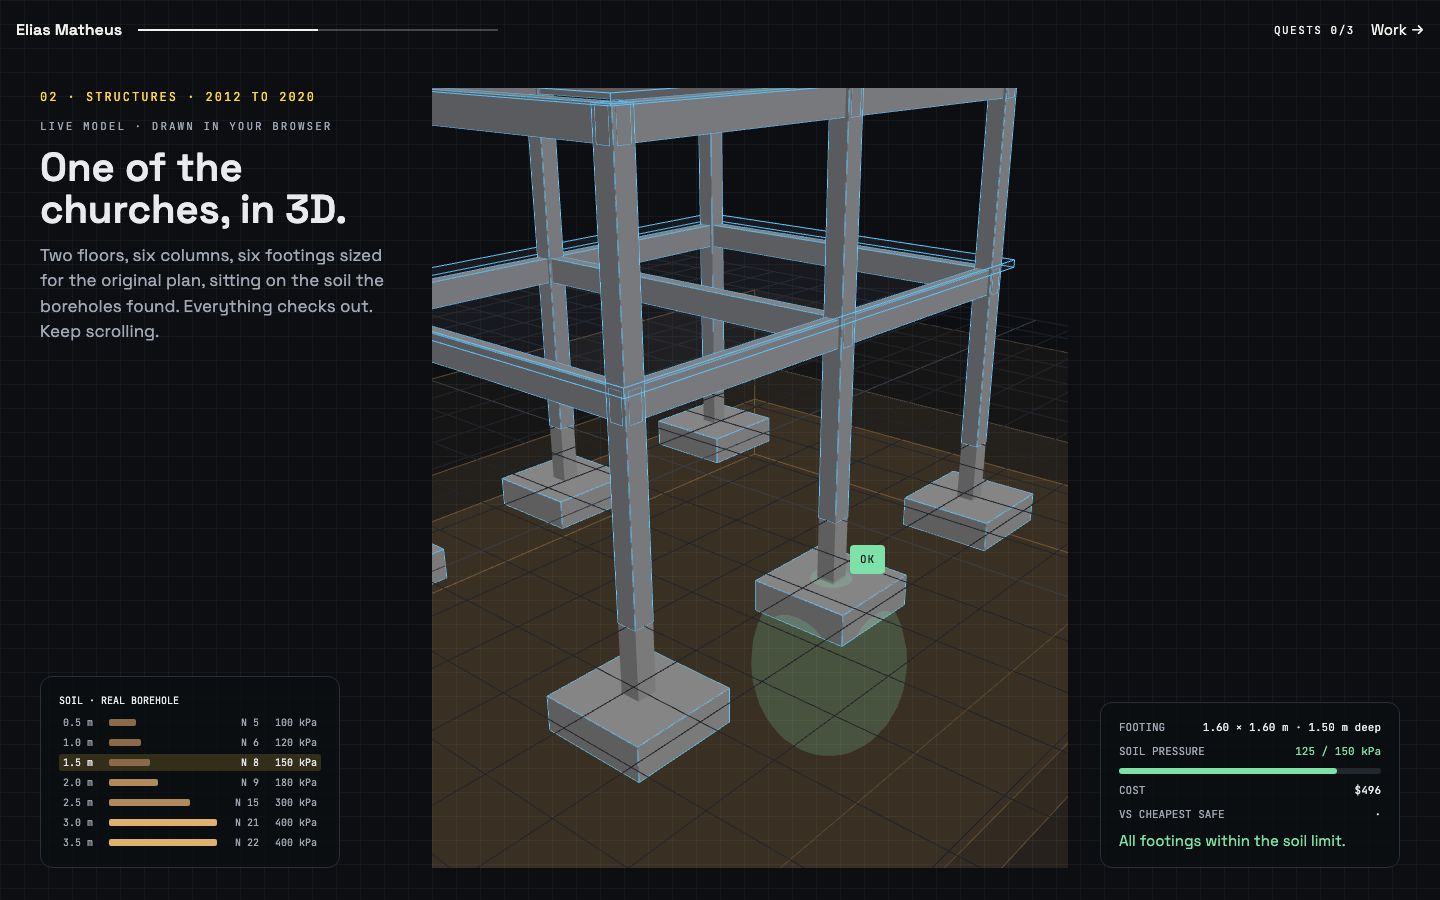 Elias Matheus
QUESTS 0/3
Work →
02 · STRUCTURES · 2012 TO 2020
LIVE MODEL · DRAWN IN YOUR BROWSER
One of the
churches, in 3D.
Two floors, six columns, six footings sized
for the original plan, sitting on the soil the
boreholes found. Everything checks out.
Keep scrolling.
OK
SOIL · REAL BOREHOLE
0.5 m N 5 100 kPa
1.0 m N 6 120 kPa
1.5 m N 8 150 kPa
2.0 m N 9 180 kPa
2.5 m N 15 300 kPa
3.0 m N 21 400 kPa
3.5 m N 22 400 kPa
FOOTING 1.60 × 1.60 m · 1.50 m deep
SOIL PRESSURE 125 / 150 kPa
COST $496
VS CHEAPEST SAFE ·
All footings within the soil limit.